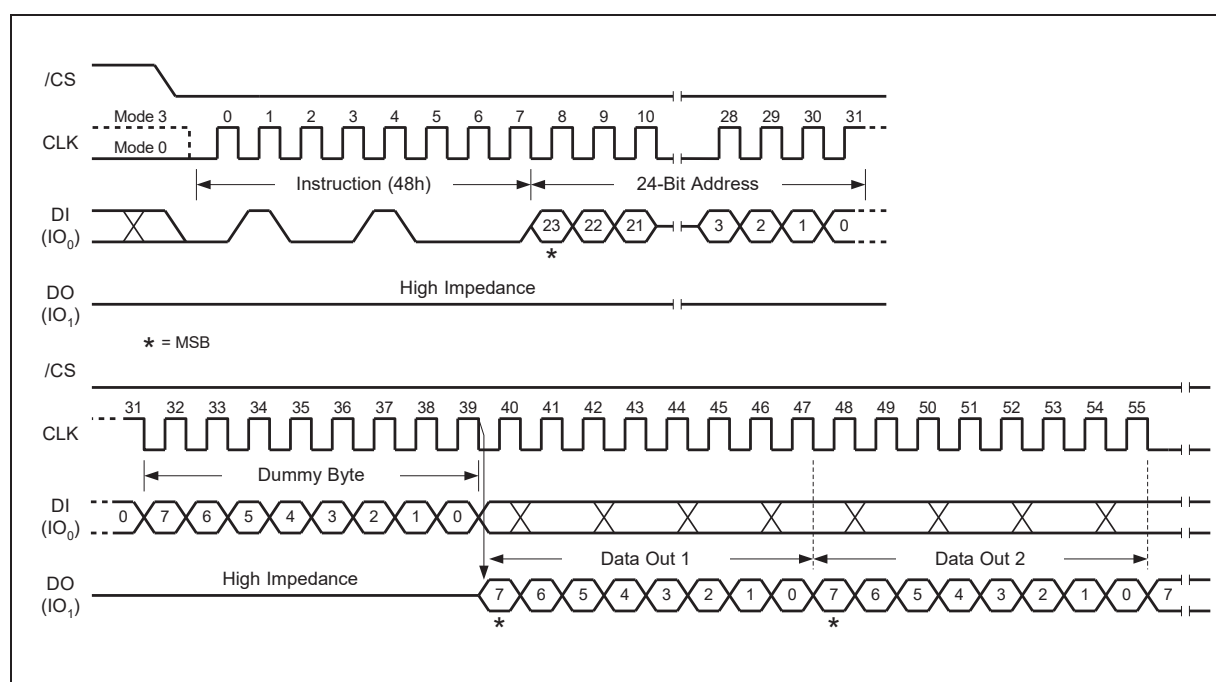 /CS
Mode 3 0 1 2 3 4 5 6 7 8 9 10 28 29 30 31
CLK
Mode 0
Instruction (48h) 24-Bit Address
DI
(IO0) 23 22 21 3 2 1 0
*
High Impedance
DO
(IO1)
* = MSB
/CS
31 32 33 34 35 36 37 38 39 40 41 42 43 44 45 46 47 48 49 50 51 52 53 54 55
CLK
Dummy Byte
DI
(IO0) 0 7 6 5 4 3 2 1 0
Data Out 1 Data Out 2
High Impedance
DO
(IO1) 7 6 5 4 3 2 1 0 7 6 5 4 3 2 1 0 7
* *